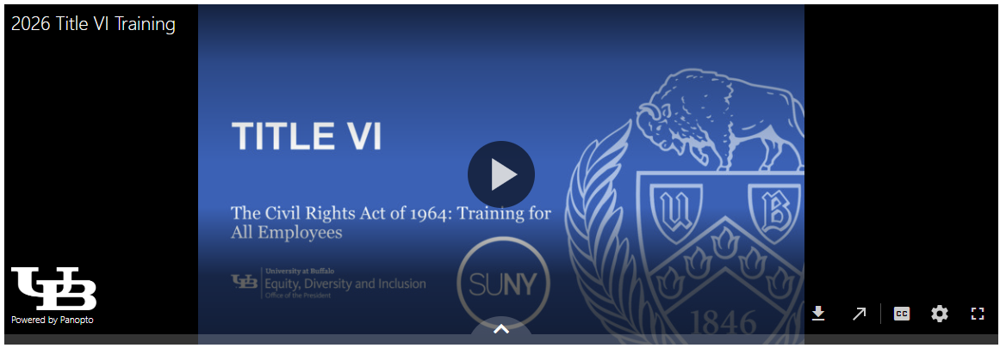 2026 Title VI Training
TITLE VI
The Civil Rights Act of 1964: Training for
All Employees
UB
University at Buffalo
Equity, Diversity and Inclusion
Office of the President
SUNY
U B
1846
UB
Powered by Panopto
CC